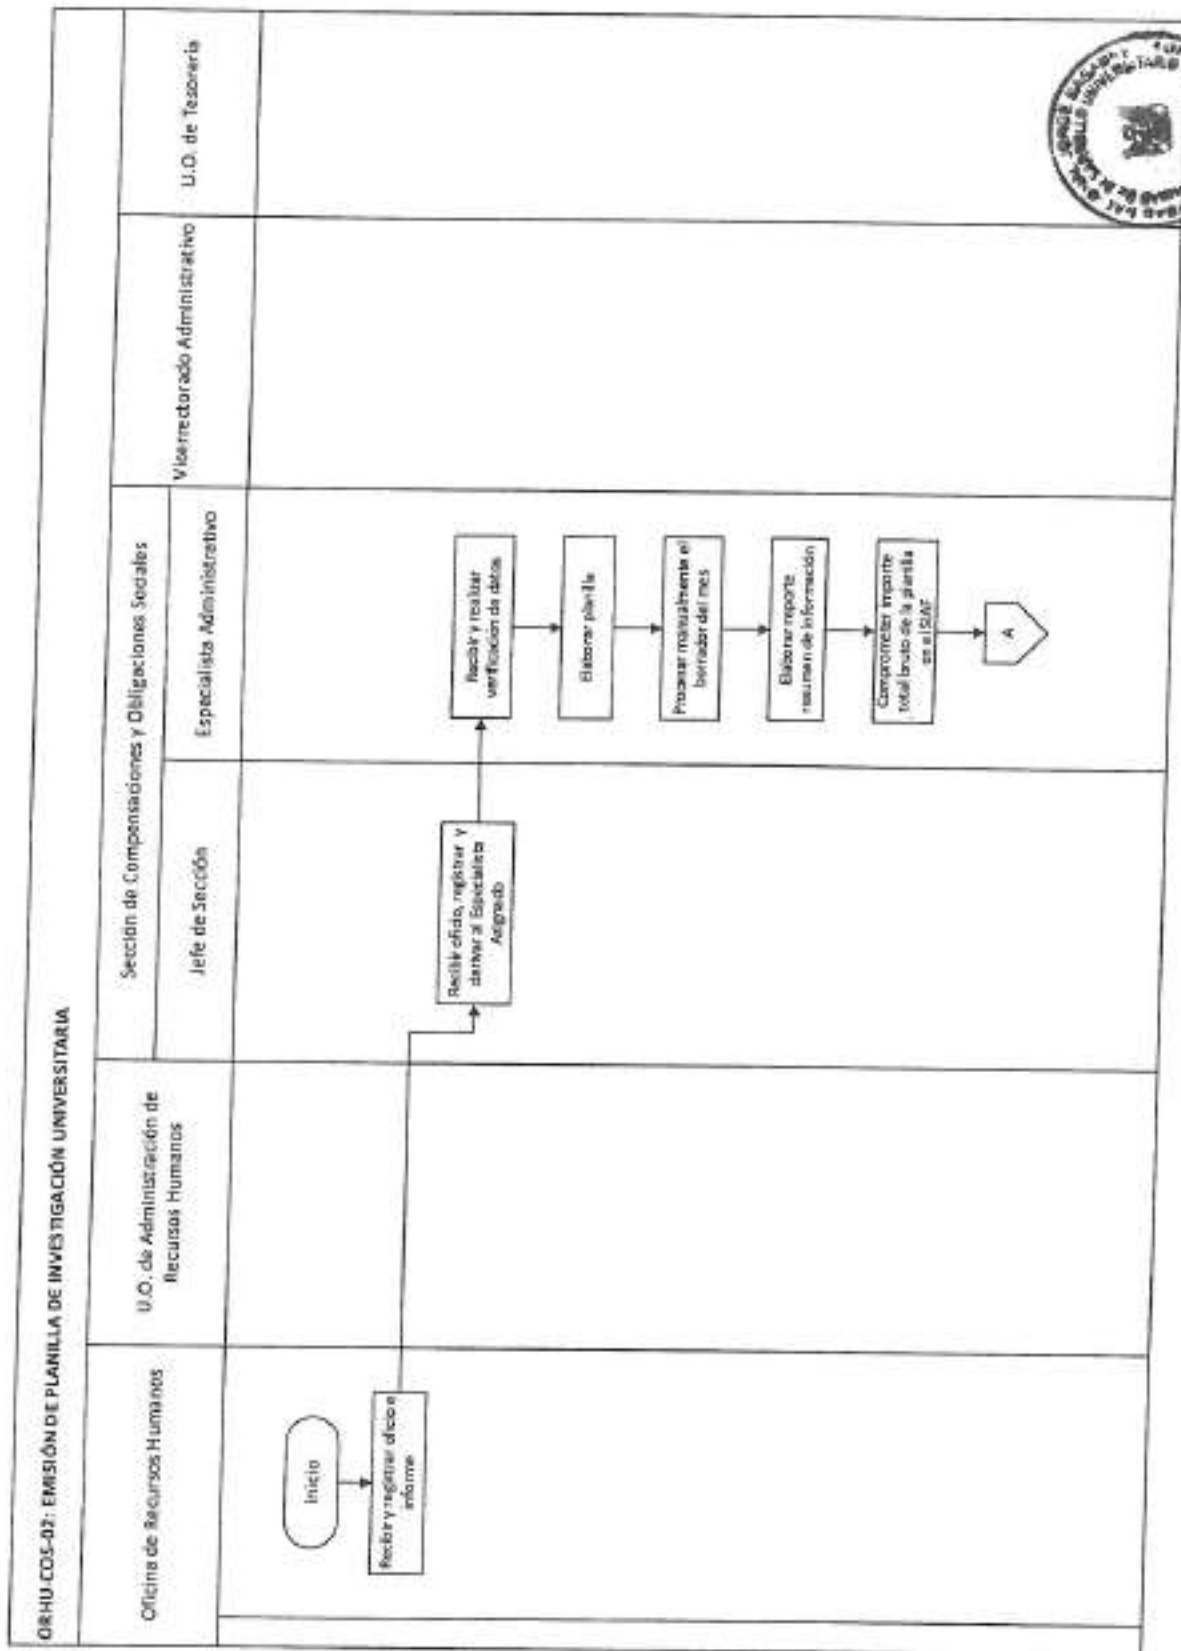 ORHU-COS-02: EMISIÓN DE PLANILLA DE INVESTIGACIÓN UNIVERSITARIA
Oficina de Recursos Humanos
U.O. de Administración de
Recursos Humanos
Sección de Compensaciones y Obligaciones Sociales
Jefe de Sección
Especialista Administrativo
Vicerrectorado Administrativo
U.O. de Tesorería
Inicio
Recibir y registrar oficio e
informe
Recibir oficio, registrar y
derivar al Especialista
Asignado
Recibir y realizar
verificación de datos
Elaborar planilla
Procesar manualmente el
borrador del mes
Elaborar reporte
resumen de información
Comprometer importe
total bruto de la planilla
en el SIAF
A
JORGE BASADRE